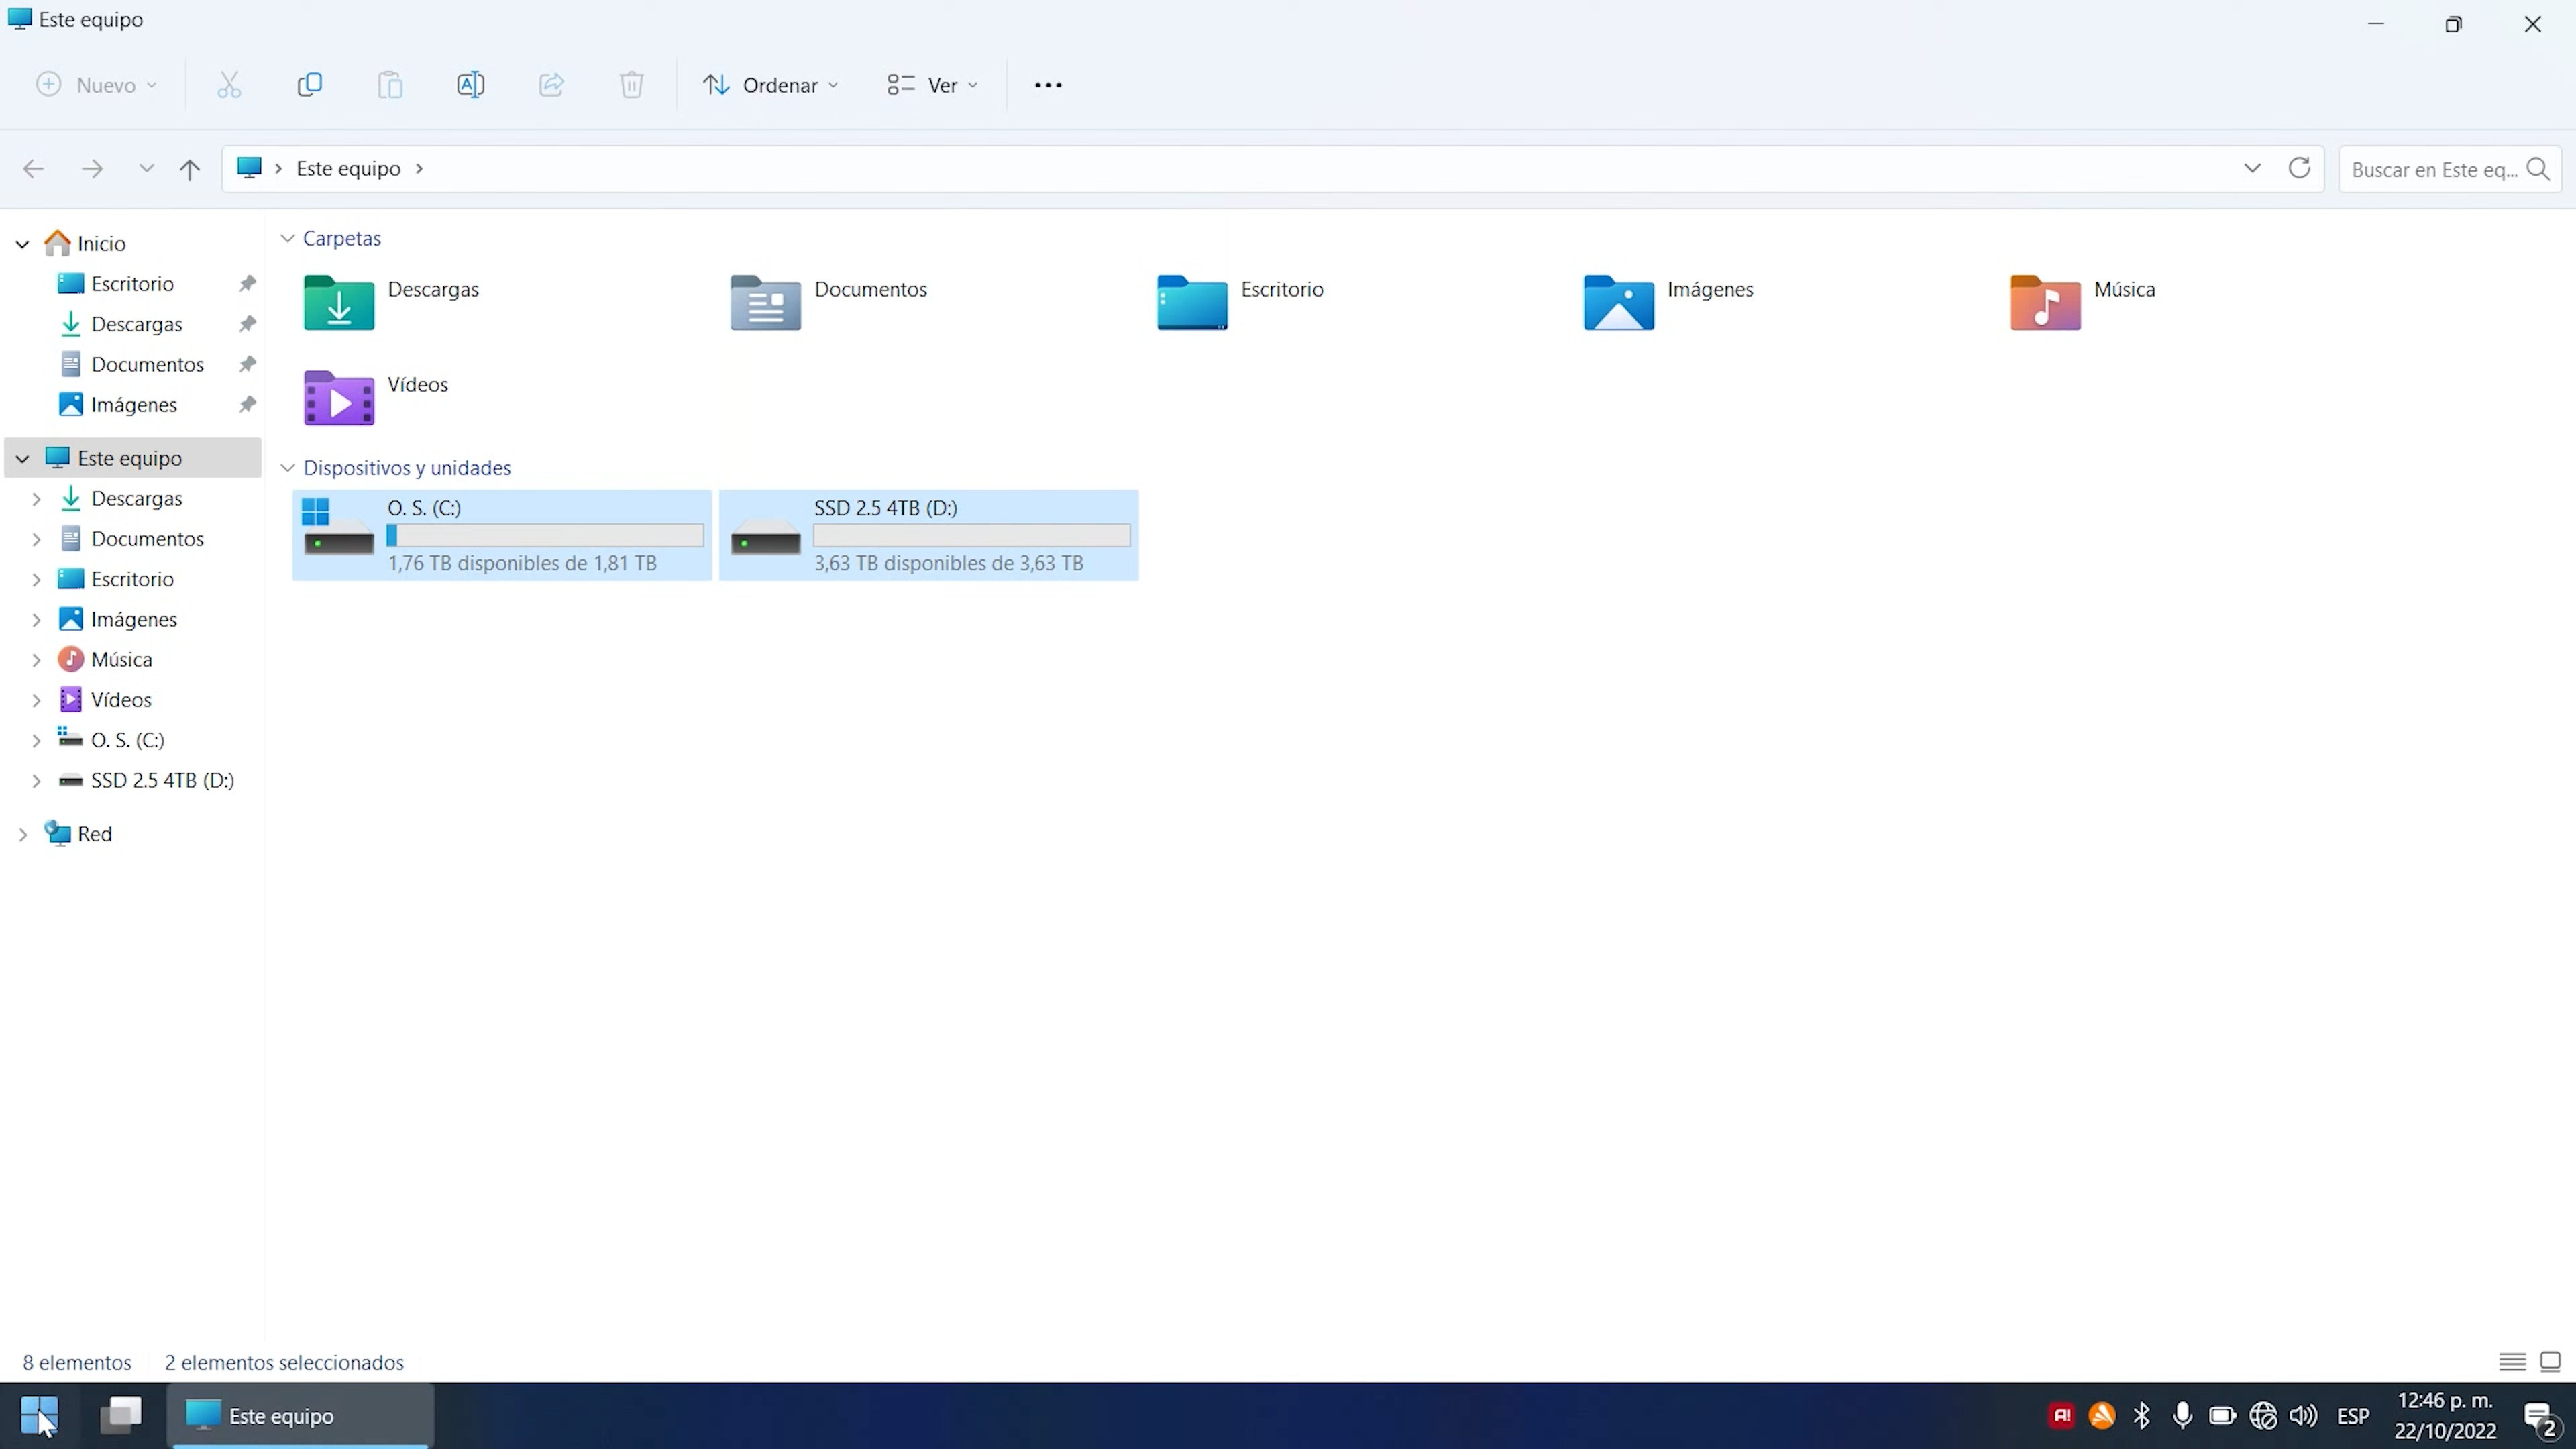 Este equipo
Nuevo
Ordenar
Ver
Este equipo
Buscar en Este eq...
Inicio
Escritorio
Descargas
Documentos
Imágenes
Este equipo
Descargas
Documentos
Escritorio
Imágenes
Música
Vídeos
O. S. (C:)
SSD 2.5 4TB (D:)
Red
Carpetas
Descargas
Documentos
Escritorio
Imágenes
Música
Vídeos
Dispositivos y unidades
O. S. (C:)
1,76 TB disponibles de 1,81 TB
SSD 2.5 4TB (D:)
3,63 TB disponibles de 3,63 TB
8 elementos 2 elementos seleccionados
Este equipo
A!
ESP
12:46 p. m.
22/10/2022
2